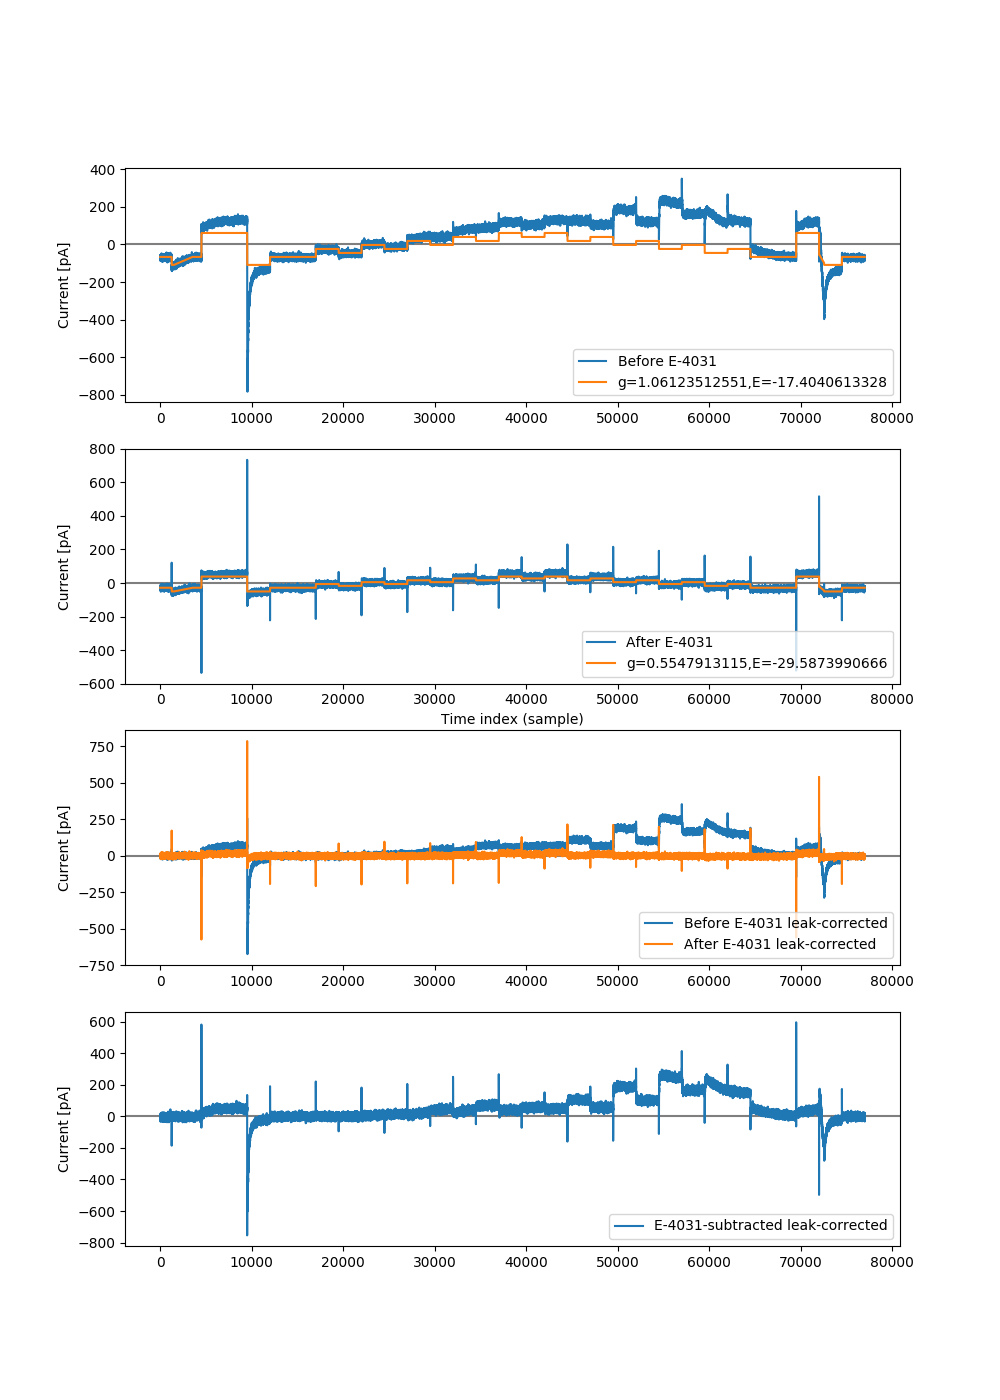 400
200
0
−200
−400
−600
−800
Current [pA]
Before E-4031
g=1.06123512551,E=-17.4040613328
0 10000 20000 30000 40000 50000 60000 70000 80000
800
600
400
200
0
−200
−400
−600
Current [pA]
After E-4031
g=0.5547913115,E=-29.5873990666
0 10000 20000 30000 40000 50000 60000 70000 80000
Time index (sample)
750
500
250
0
−250
−500
−750
Current [pA]
Before E-4031 leak-corrected
After E-4031 leak-corrected
0 10000 20000 30000 40000 50000 60000 70000 80000
600
400
200
0
−200
−400
−600
−800
Current [pA]
E-4031-subtracted leak-corrected
0 10000 20000 30000 40000 50000 60000 70000 80000